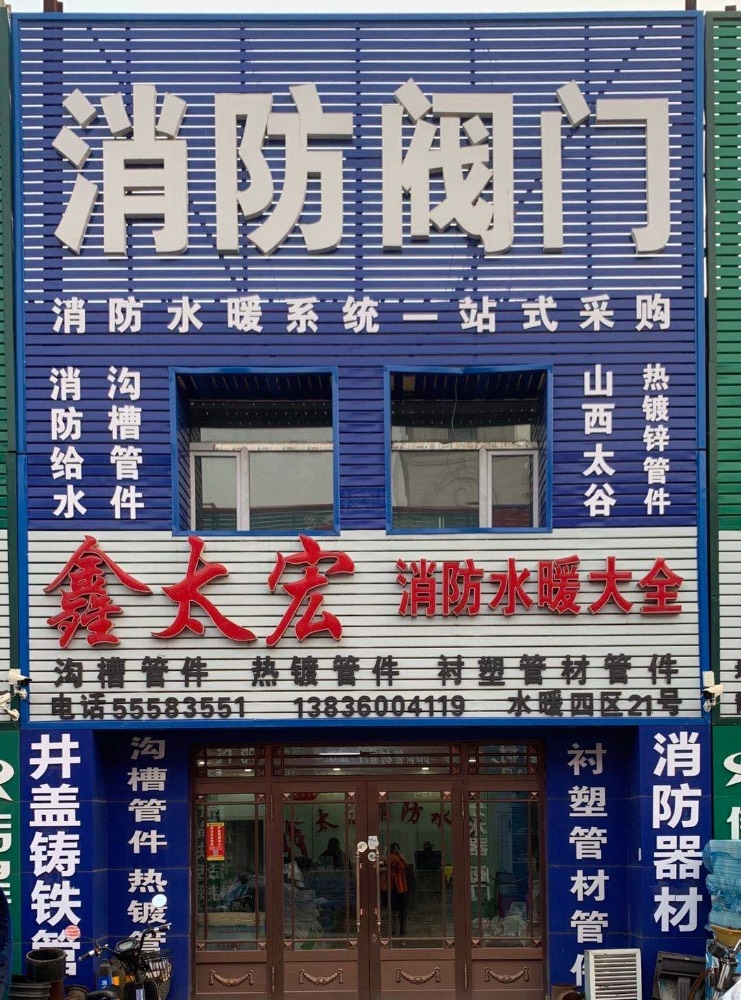 消防阀门
消防水暖系统一站式采购
消防给水
沟槽管件
山西太谷
热镀锌管件
鑫太宏 消防水暖大全
沟槽管件 热镀管件 衬塑管材管件
电话55583551 13836004119 水暖四区21号
井盖铸铁管
沟槽管件 热镀管
衬塑管材管件
消防器材